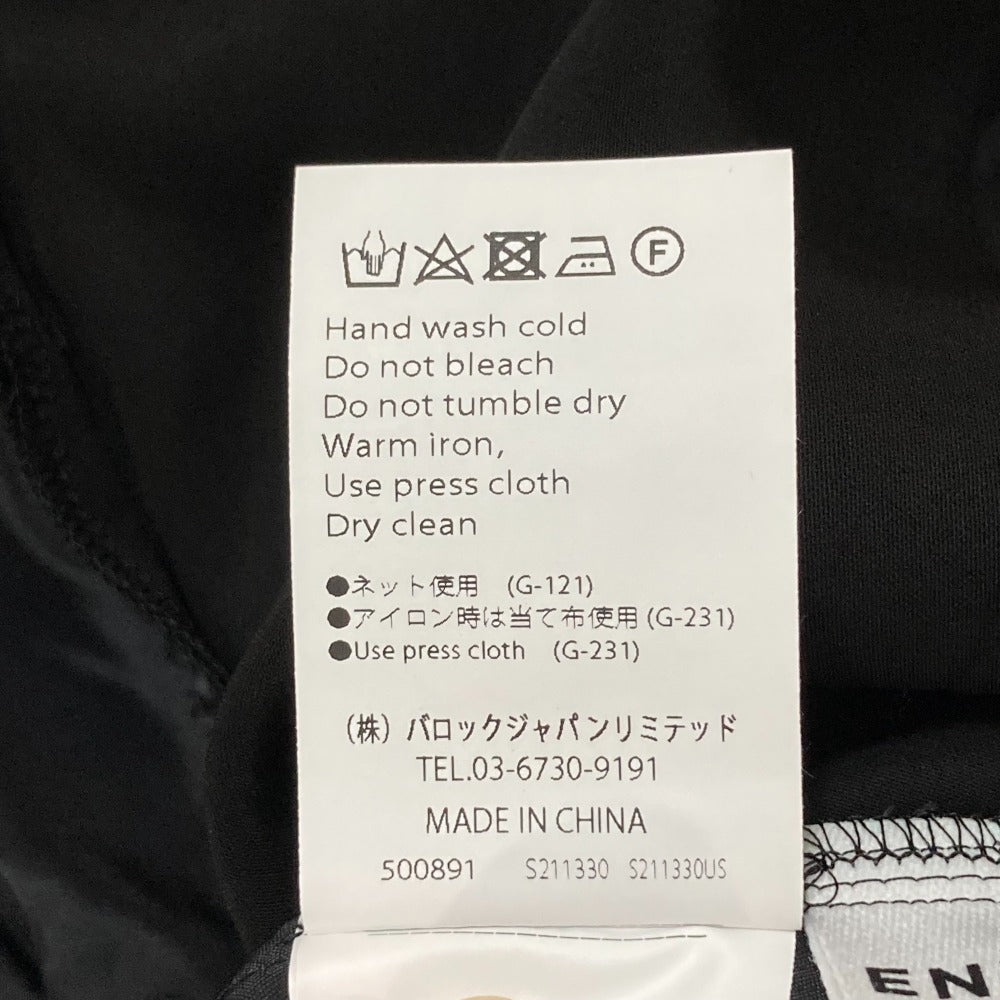 F
Hand wash cold
Do not bleach
Do not tumble dry
Warm iron,
Use press cloth
Dry clean
●ネット使用 (G-121)
●アイロン時は当て布使用 (G-231)
●Use press cloth (G-231)
(株) バロックジャパンリミテッド
TEL.03-6730-9191
MADE IN CHINA
500891 S211330 S211330US
EN